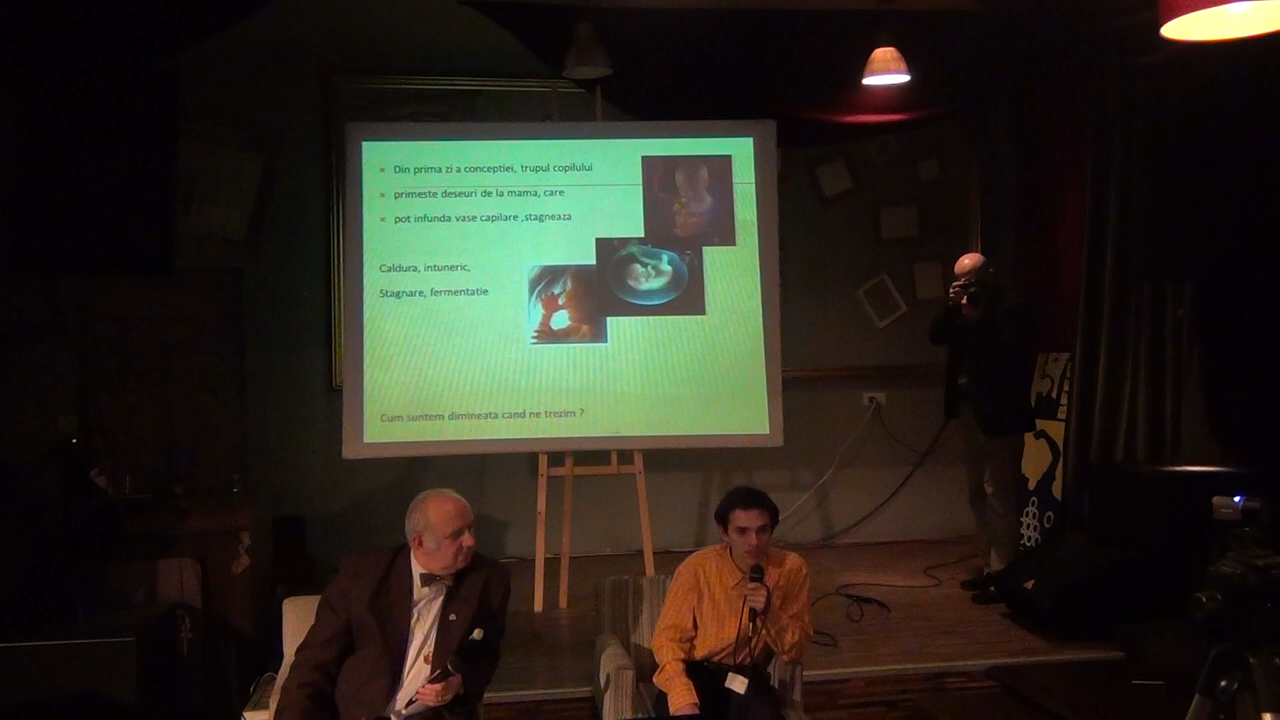 Din prima zi a conceptiei, trupul copilului
primeste deseuri de la mama, care
pot infunda vase capilare ,stagneaza
Caldura, intuneric,
Stagnare, fermentatie
Cum suntem dimineata cand ne trezim ?